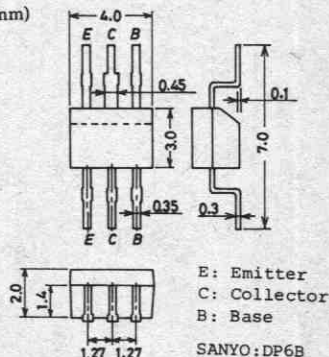 nm)
4.0
E C B
0.45
0.1
3.0
7.0
0.35
0.3
E C B
2.0
1.4
1.27 1.27
E: Emitter
C: Collector
B: Base
SANYO:DP6B